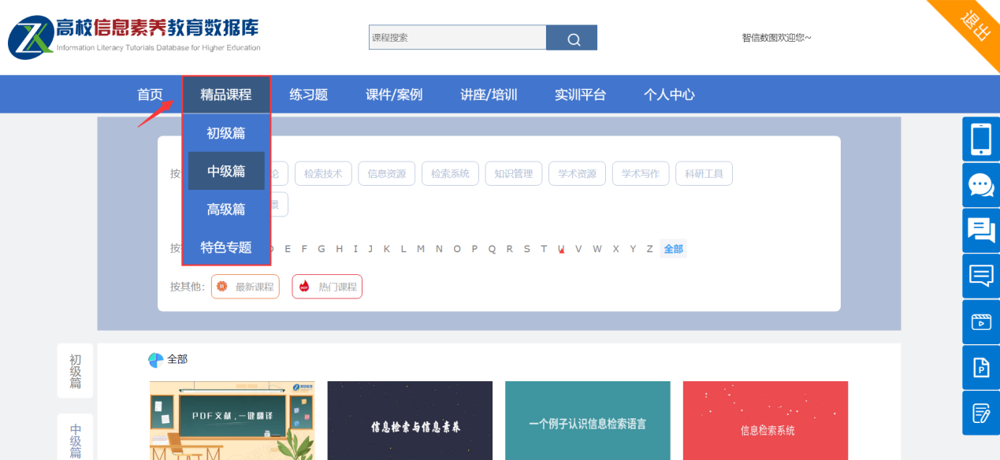 高校信息素养教育数据库
Information Literacy Tutorials Database for Higher Education
课程搜索
智信数图欢迎您~
退出
首页 精品课程 练习题 课件/案例 讲座/培训 实训平台 个人中心
初级篇
中级篇
高级篇
特色专题
按 论 检索技术 信息资源 检索系统 知识管理 学术资源 学术写作 科研工具
按 D E F G H I J K L M N O P Q R S T U V W X Y Z 全部
按其他: 最新课程 HOT 热门课程
初级篇
中级篇
全部
PDF文献,一键翻译
信息检索与信息素养
一个例子认识信息检索语言
信息检索系统